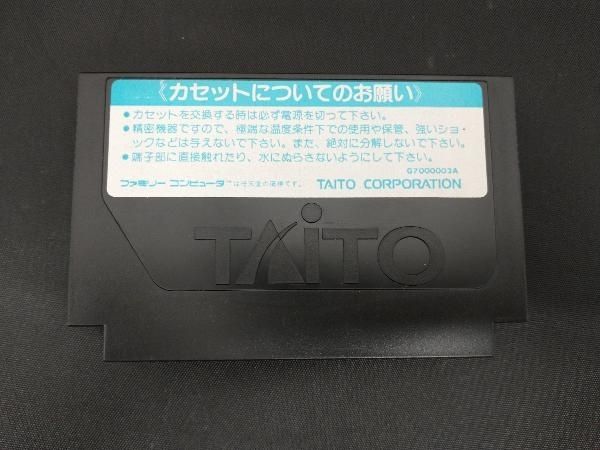 《カセットについてのお願い》
●カセットを交換する時は必ず電源を切って下さい。
●精密機器ですので、極端な温度条件下での使用や保管、強いショ
ックなどは与えないで下さい。また、絶対に分解しないで下さい。
●端子部に直接触れたり、水にぬらさないようにして下さい。
G7000003A
ファミリーコンピュータ™は任天堂の商標です。 TAITO CORPORATION
TAITO